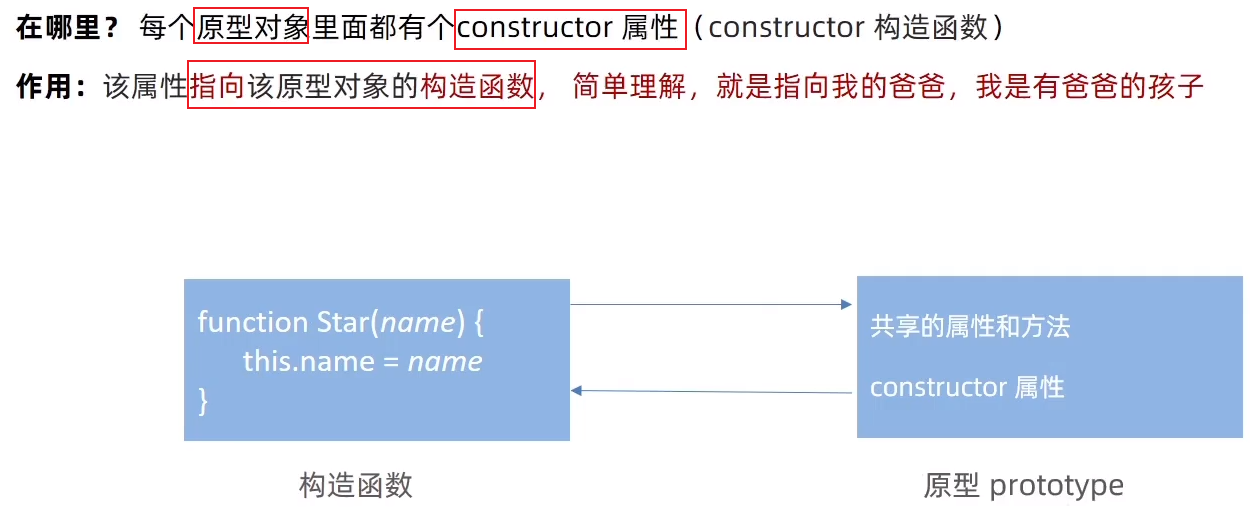 在哪里？ 每个原型对象里面都有个constructor 属性（constructor 构造函数）
作用：该属性指向该原型对象的构造函数， 简单理解，就是指向我的爸爸，我是有爸爸的孩子
function Star(name) {
this.name = name
}
共享的属性和方法
constructor 属性
构造函数
原型 prototype